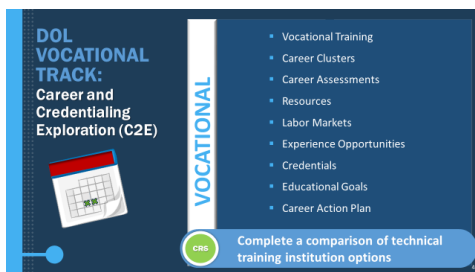 DOL
VOCATIONAL
TRACK:
Career and
Credentialing
Exploration (C2E)
VOCATIONAL
Vocational Training
Career Clusters
Career Assessments
Resources
Labor Markets
Experience Opportunities
Credentials
Educational Goals
Career Action Plan
CRS
Complete a comparison of technical
training institution options